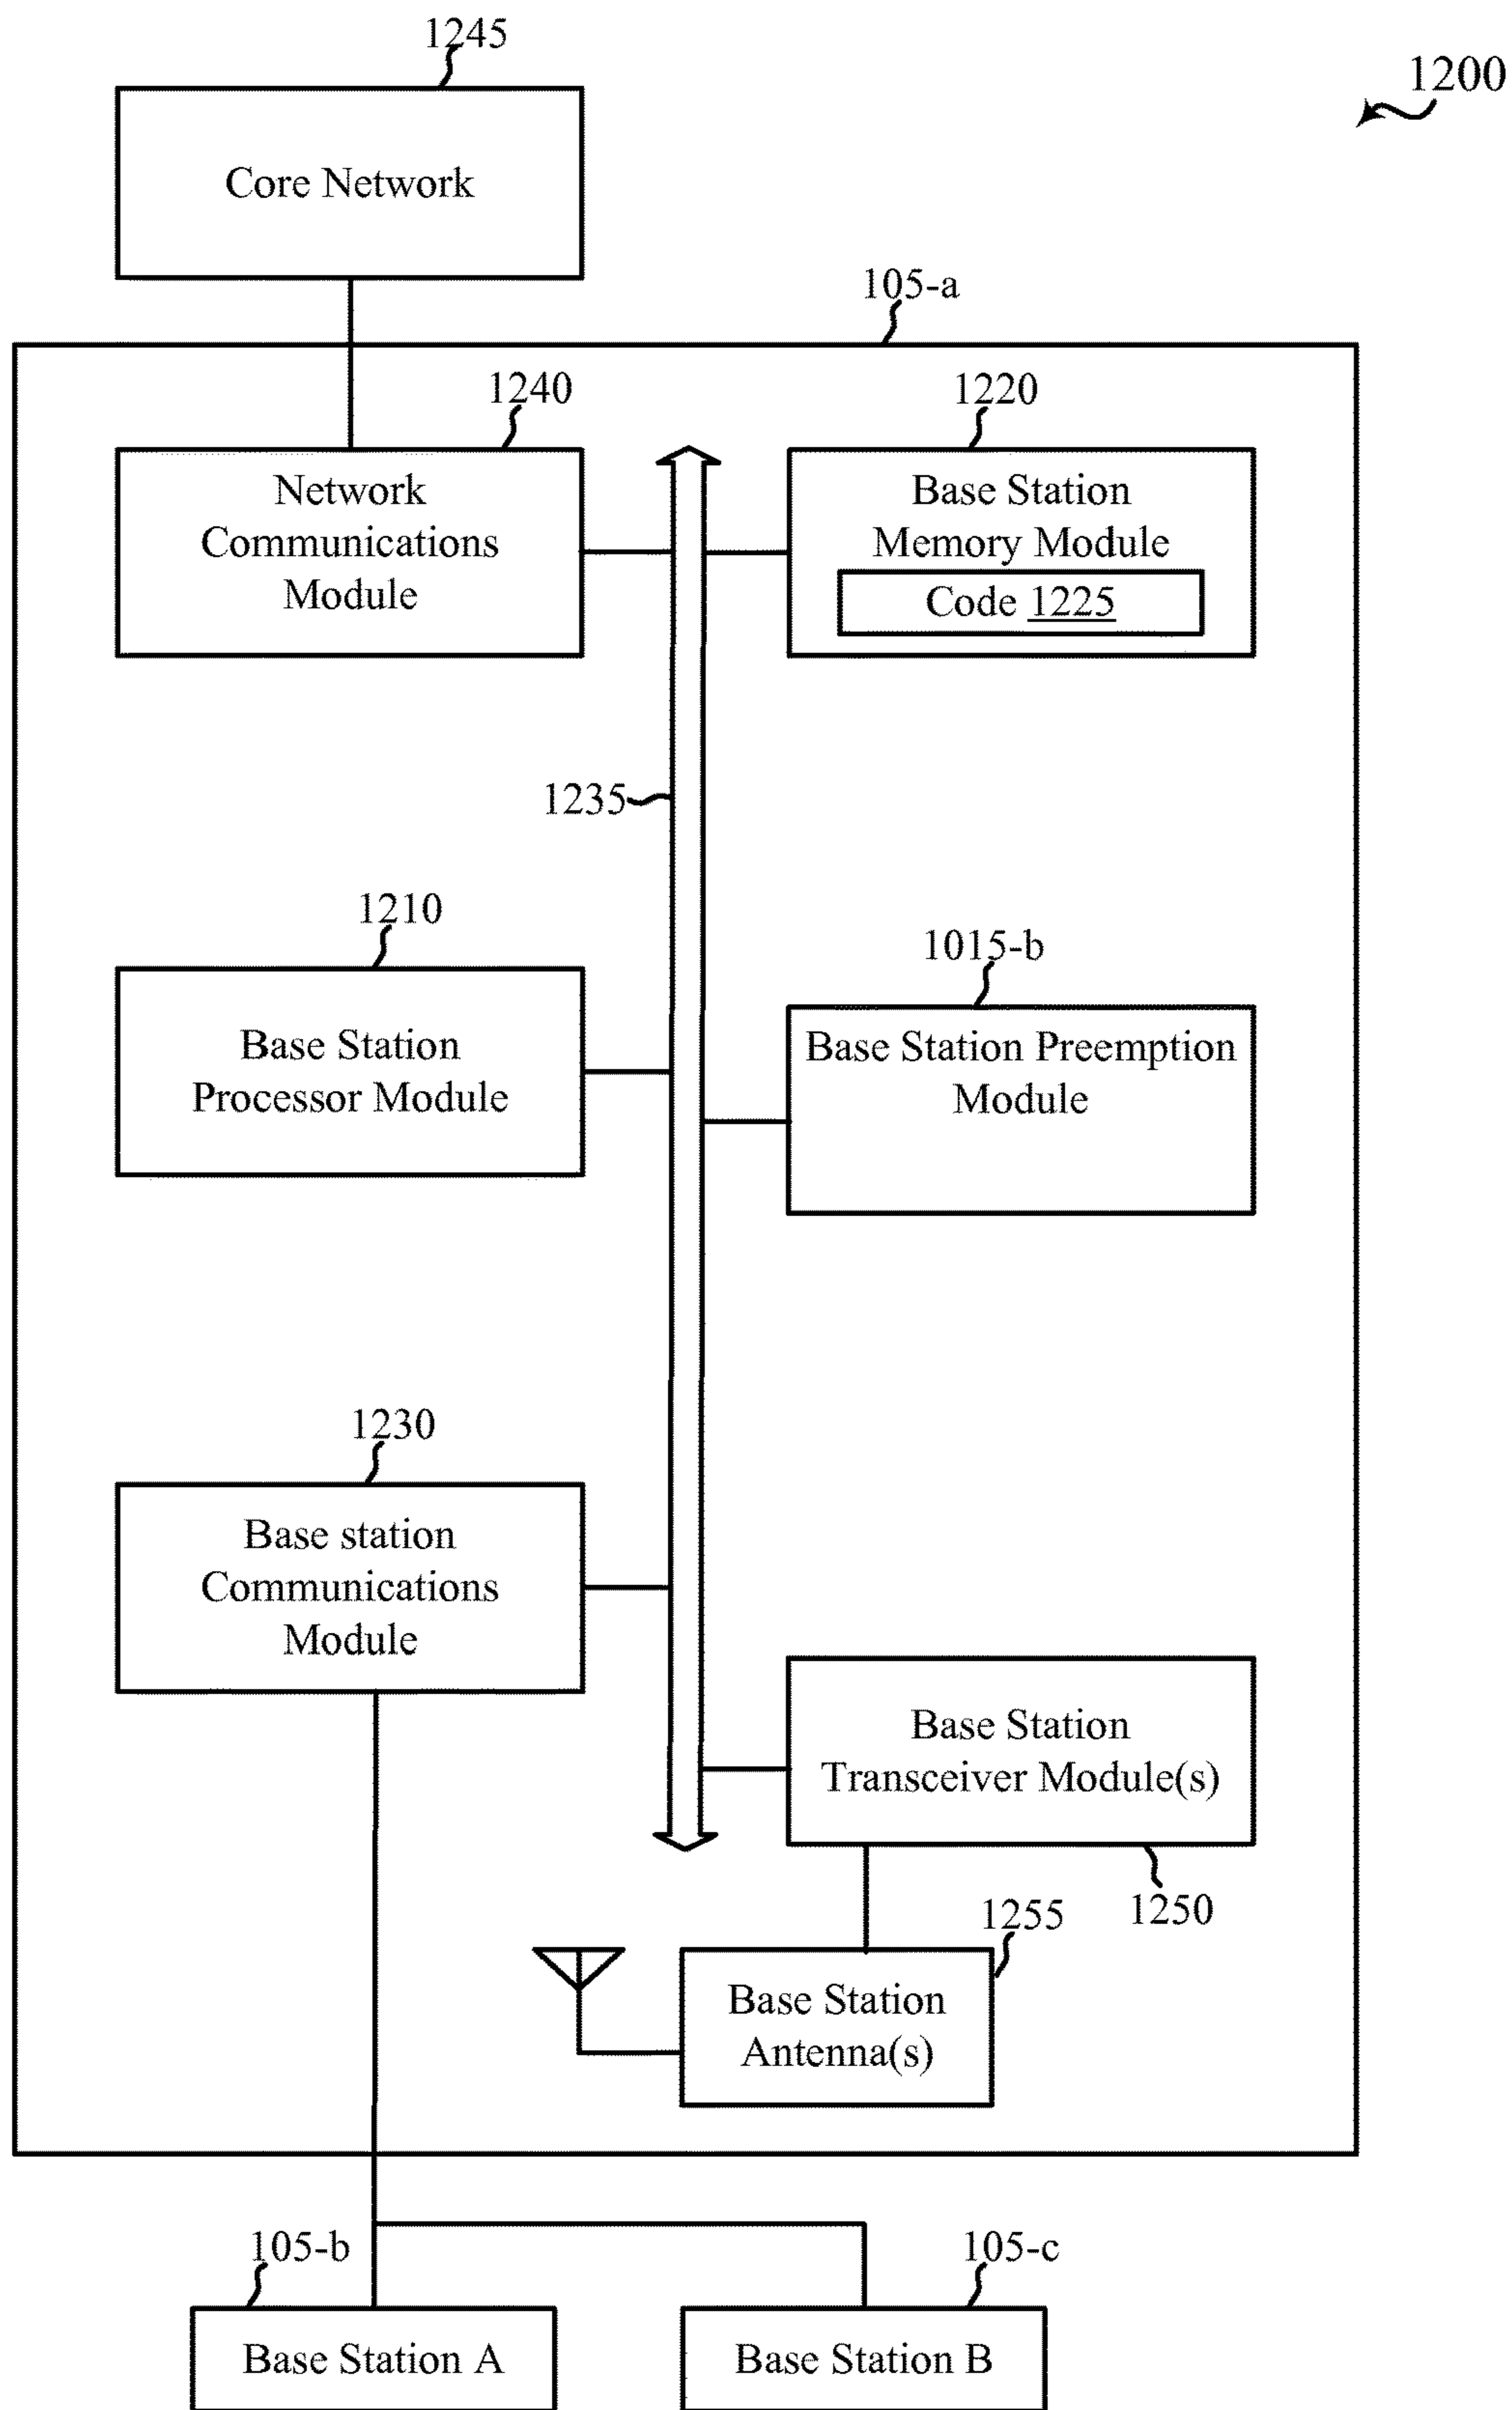 1245
1200
Core Network
105-a
1240
1220
Network
Communications
Module
Base Station
Memory Module
Code 1225
1235
1210
1015-b
Base Station
Processor Module
Base Station Preemption
Module
1230
Base station
Communications
Module
Base Station
Transceiver Module(s)
1250
1255
Base Station
Antenna(s)
105-b
105-c
Base Station A
Base Station B